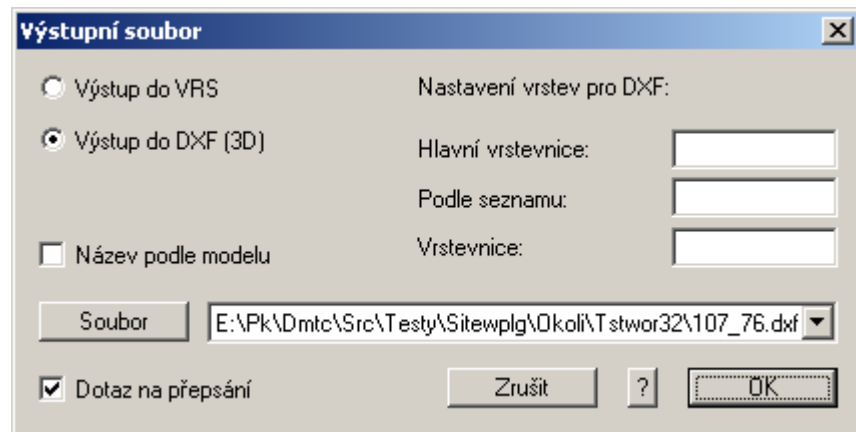 Výstupní soubor
Výstup do VRS
Nastavení vrstev pro DXF:
Výstup do DXF (3D)
Hlavní vrstevnice:
Podle seznamu:
Název podle modelu
Vrstevnice:
Soubor
E:\Pk\Dmtc\Src\Testy\Sitewplg\Okoli\Tstwor32\107_76.dxf
Dotaz na přepsání
Zrušit
?
OK